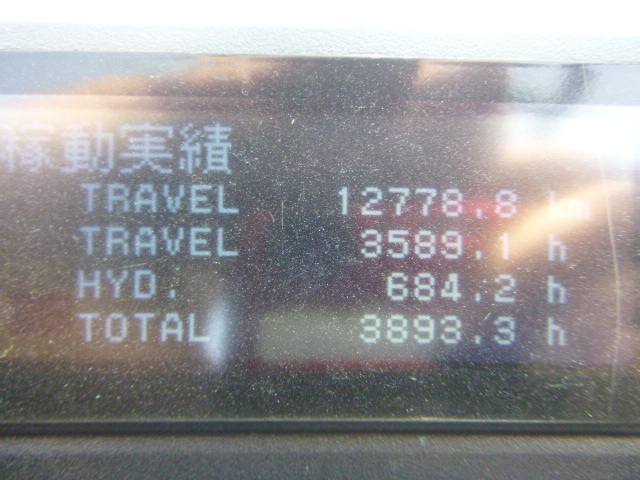 稼動実績
TRAVEL 12778.8 km
TRAVEL 3589.1 h
HYD. 684.2 h
TOTAL 3893.3 h